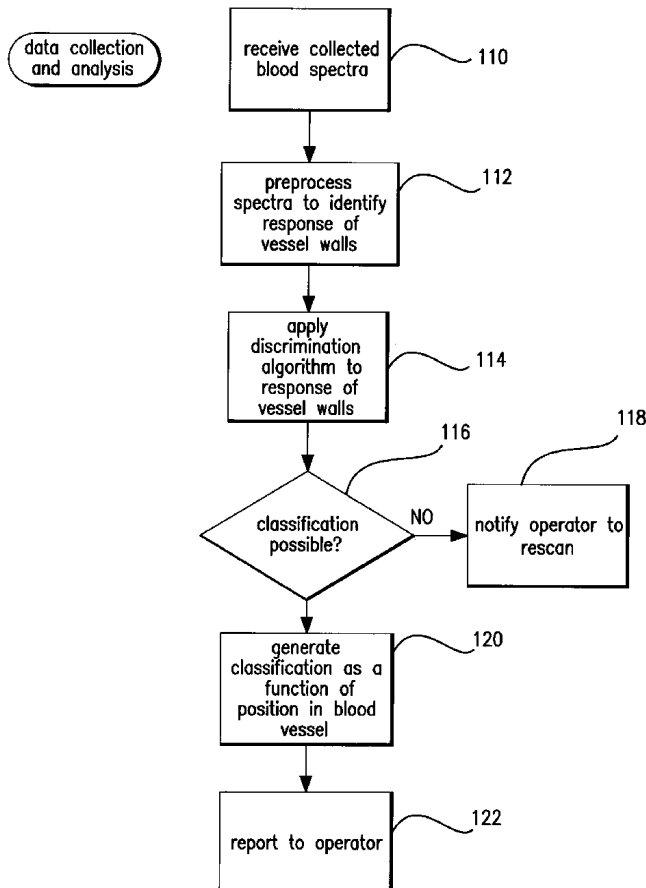 data collection
and analysis
receive collected
blood spectra
110
preprocess
spectra to identify
response of
vessel walls
112
apply
discrimination
algorithm to
response of
vessel walls
114
116
classification
possible?
NO
118
notify operator to
rescan
generate
classification as a
function of
position in blood
vessel
120
report to operator
122